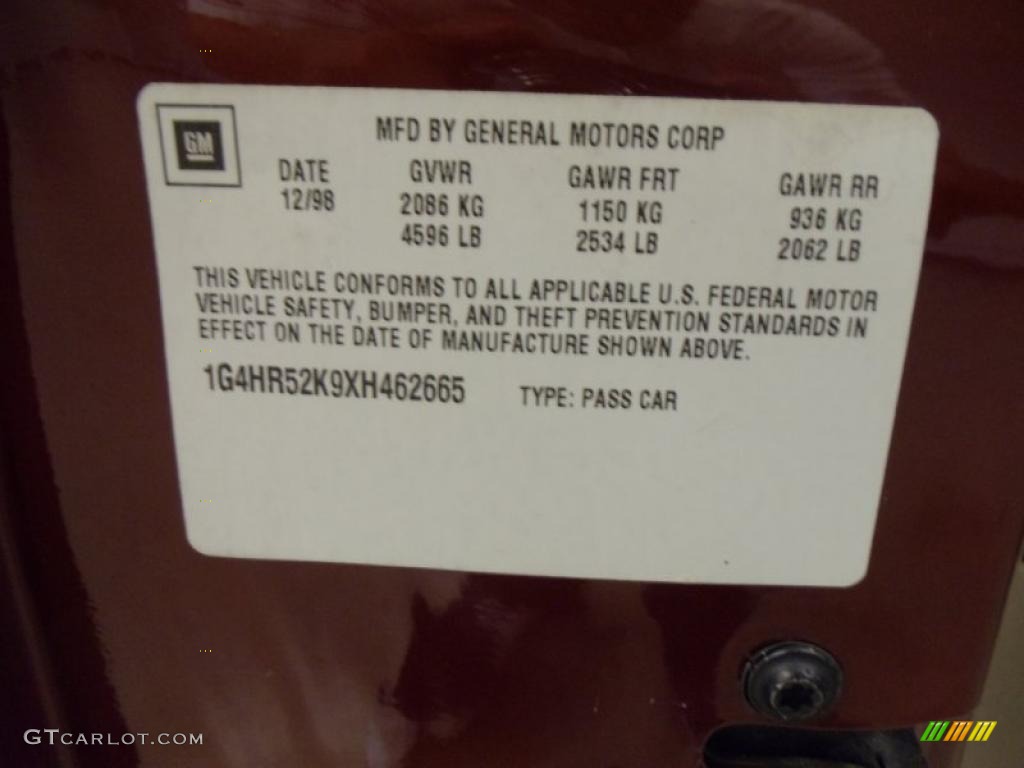 GM
MFD BY GENERAL MOTORS CORP
DATE GVWR GAWR FRT GAWR RR
12/98 2086 KG 1150 KG 936 KG
4596 LB 2534 LB 2062 LB
THIS VEHICLE CONFORMS TO ALL APPLICABLE U.S. FEDERAL MOTOR
VEHICLE SAFETY, BUMPER, AND THEFT PREVENTION STANDARDS IN
EFFECT ON THE DATE OF MANUFACTURE SHOWN ABOVE.
1G4HR52K9XH462665 TYPE: PASS CAR
GTCARLOT.COM